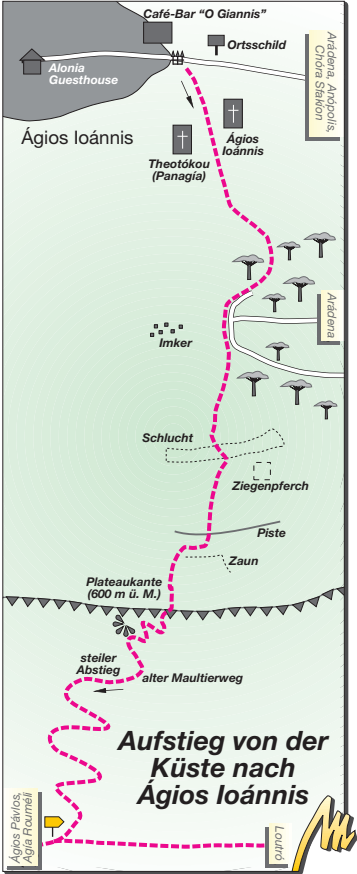 Café-Bar “O Giannis”
Ortsschild
Alonia
Guesthouse
Arádena, Anópolis,
Chóra Sfakíon
Ágios Ioánnis
Ágios
Ioánnis
Theotókou
(Panagía)
Arádena
Imker
Schlucht
Ziegenpferch
Piste
Zaun
Plateaukante
(600 m ü. M.)
steiler
Abstieg
alter Maultierweg
Aufstieg von der
Küste nach
Ágios Ioánnis
Ágios Pávlos,
Agía Rouméli
Loutró